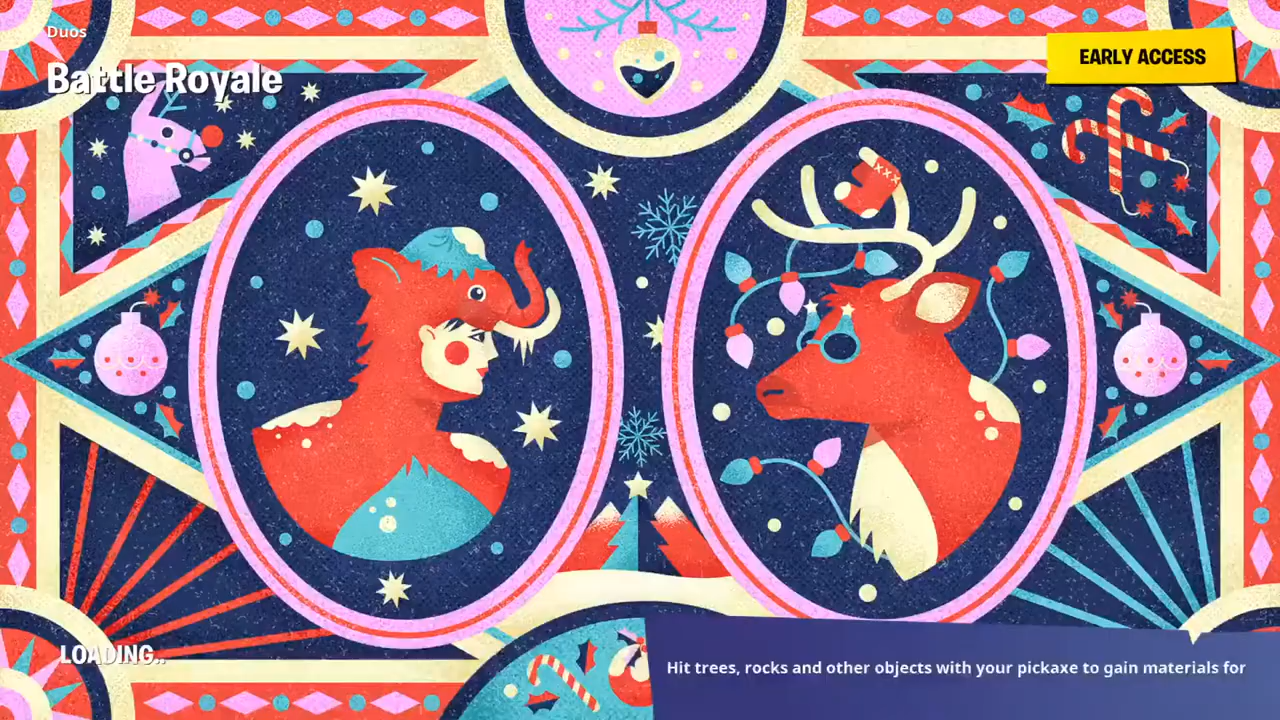 Duos
Battle Royale
EARLY ACCESS
LOADING..
Hit trees, rocks and other objects with your pickaxe to gain materials for